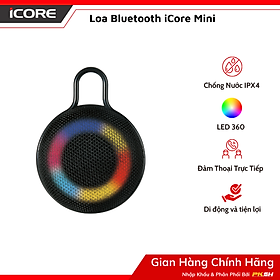 iCORE
Loa Bluetooth iCore Mini
Chống Nước IPX4
LED 360
Đàm Thoại Trực Tiếp
Di động và tiện lợi
Gian Hàng Chính Hãng
Nhập Khẩu & Phân Phối Bởi PKSH